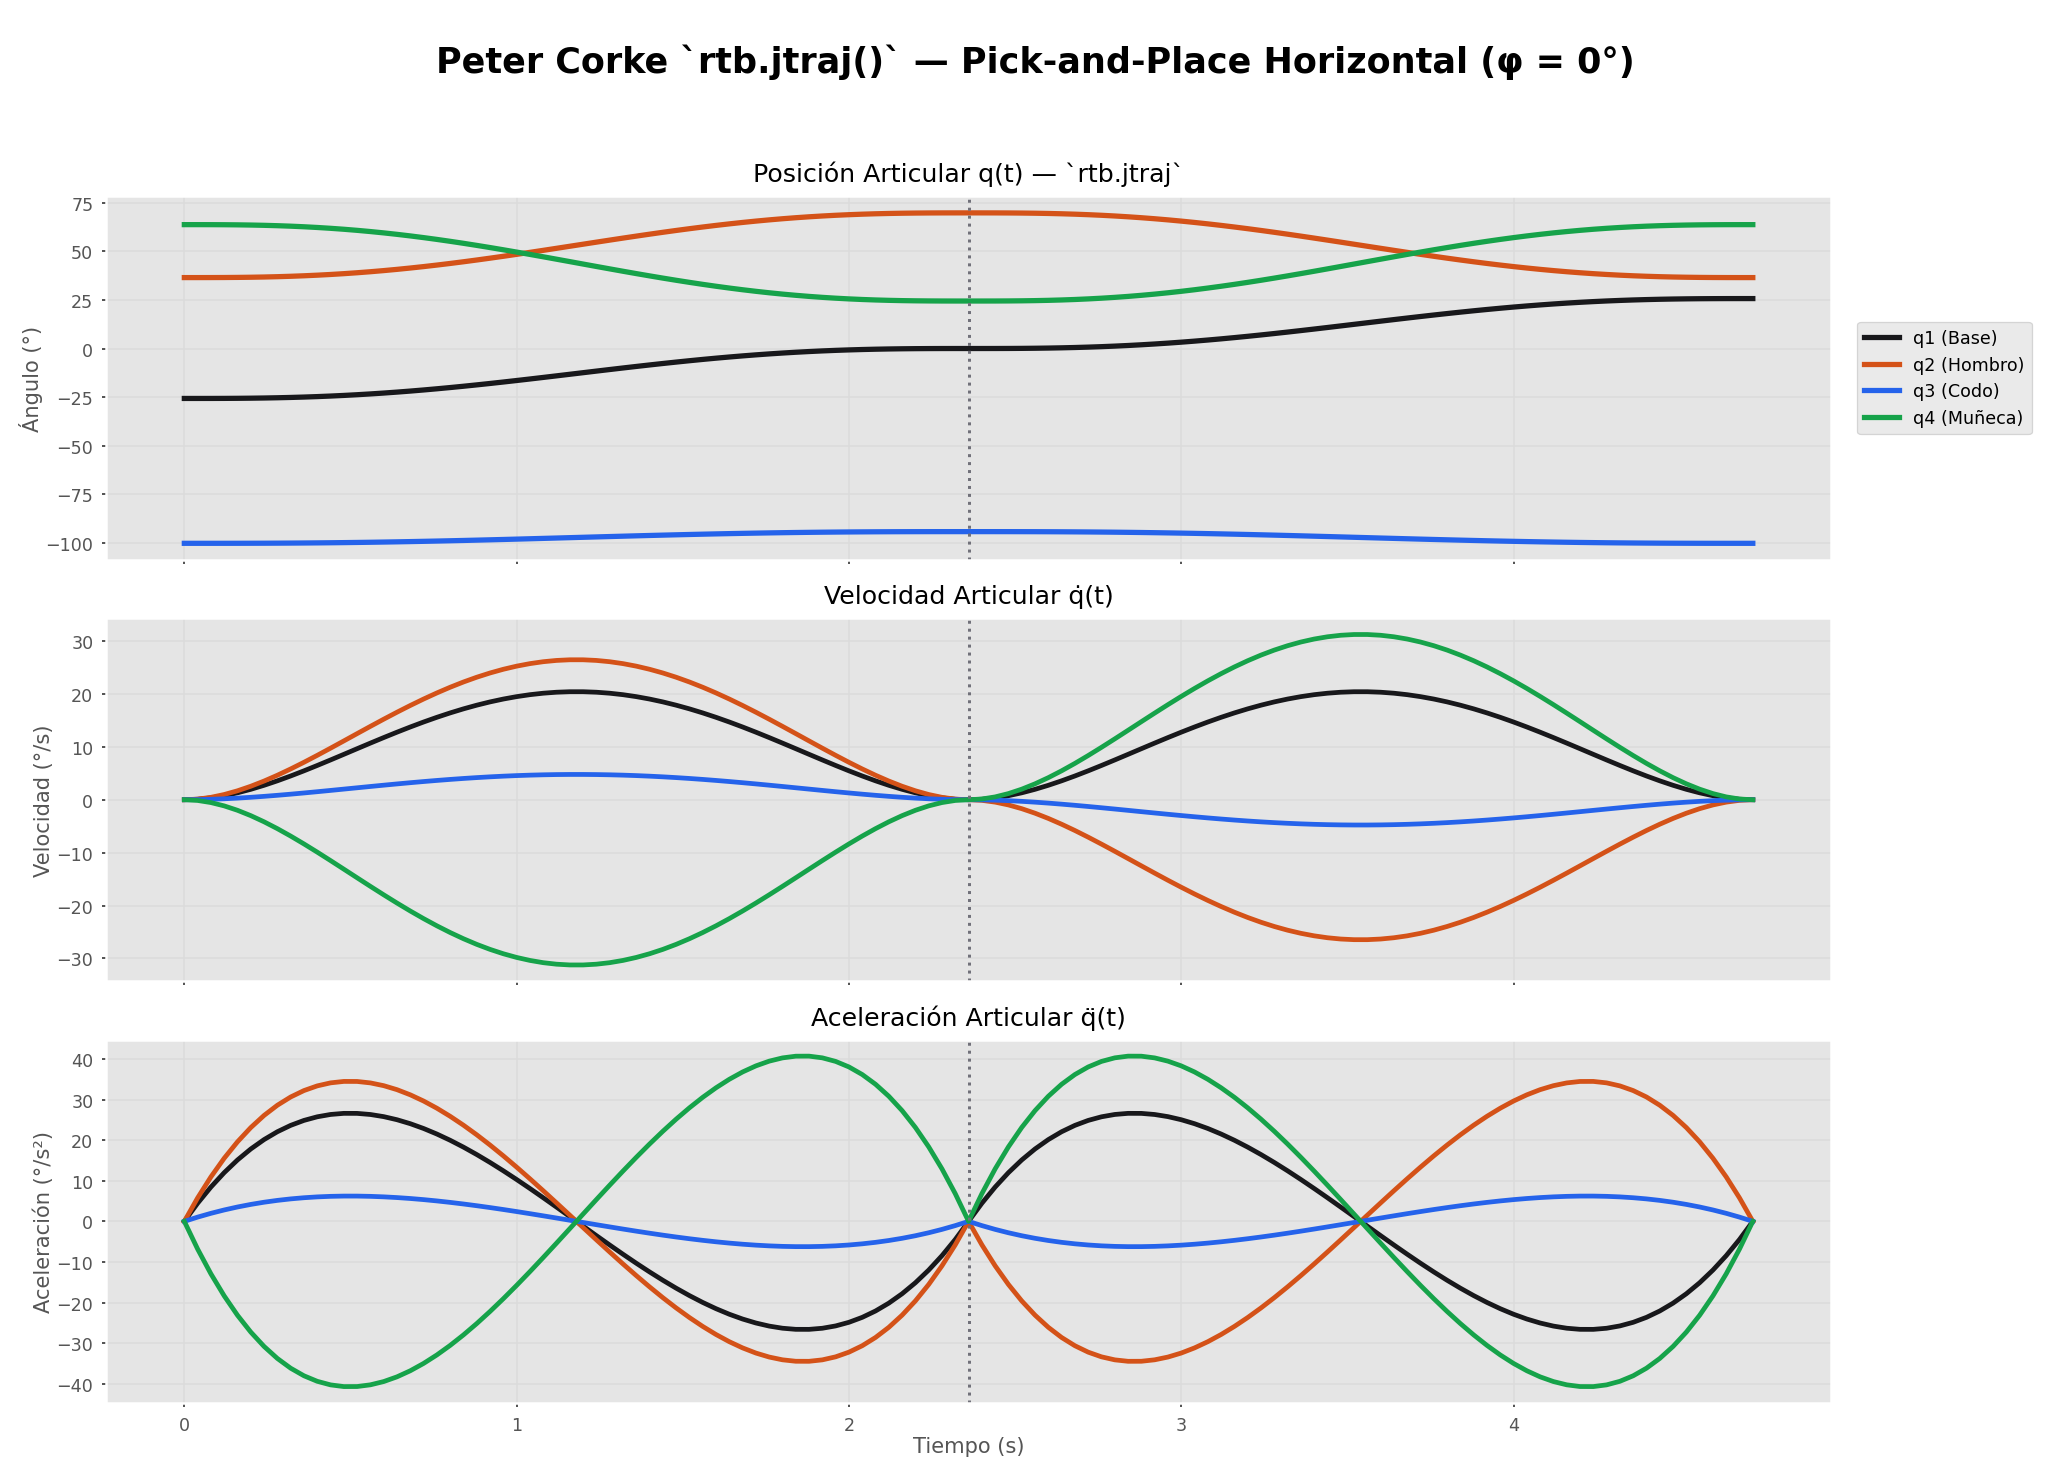 Peter Corke `rtb.jtraj()` — Pick-and-Place Horizontal (φ = 0°)
Posición Articular q(t) — `rtb.jtraj`
75
50
25
0
−25
−50
−75
−100
Ángulo (°)
q1 (Base)
q2 (Hombro)
q3 (Codo)
q4 (Muñeca)
Velocidad Articular q̇(t)
30
20
10
0
−10
−20
−30
Velocidad (°/s)
Aceleración Articular q̈(t)
40
30
20
10
0
−10
−20
−30
−40
Aceleración (°/s²)
0 1 2 3 4
Tiempo (s)